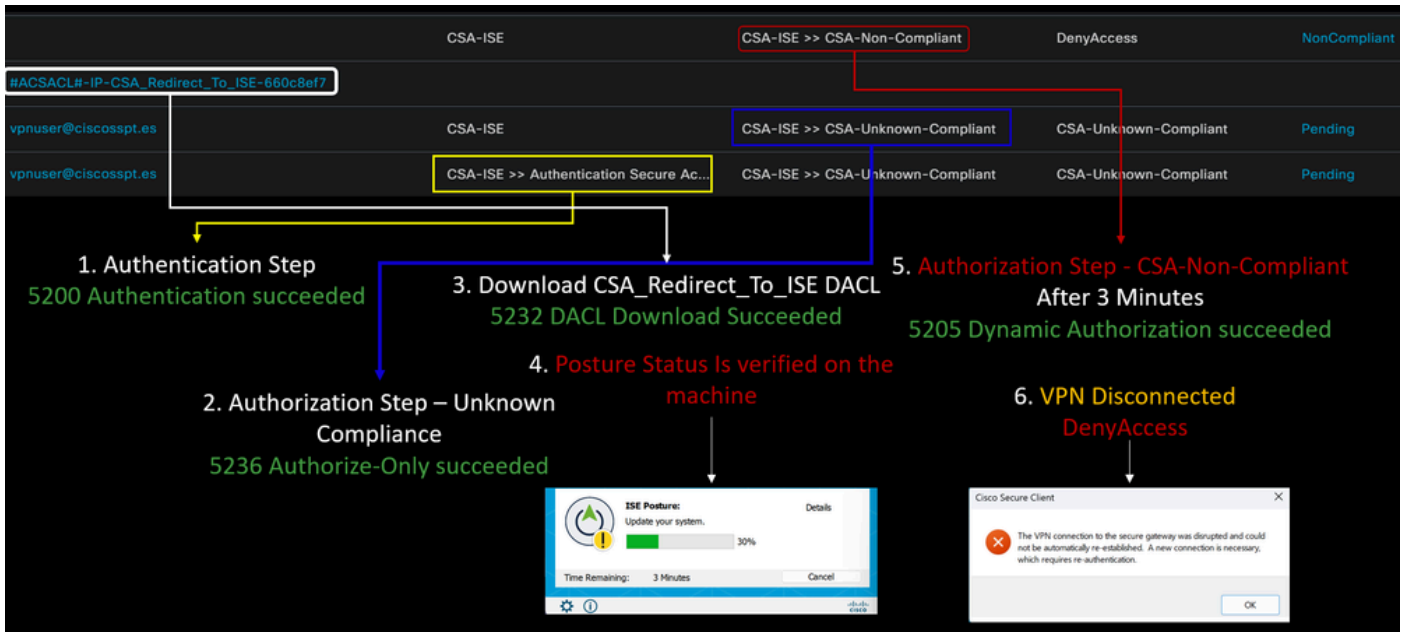 CSA-ISE CSA-ISE >> CSA-Non-Compliant DenyAccess NonCompliant
#ACSACL#-IP-CSA_Redirect_To_ISE-660c8ef7
vpnuser@ciscosspt.es CSA-ISE CSA-ISE >> CSA-Unknown-Compliant CSA-Unknown-Compliant Pending
vpnuser@ciscosspt.es CSA-ISE >> Authentication Secure Ac... CSA-ISE >> CSA-Unknown-Compliant CSA-Unknown-Compliant Pending
1. Authentication Step
5200 Authentication succeeded
2. Authorization Step – Unknown
Compliance
5236 Authorize-Only succeeded
3. Download CSA_Redirect_To_ISE DACL
5232 DACL Download Succeeded
4. Posture Status Is verified on the
machine
ISE Posture:
Details
Update your system.
30%
Time Remaining: 3 Minutes
Cancel
cisco
5. Authorization Step - CSA-Non-Compliant
After 3 Minutes
5205 Dynamic Authorization succeeded
6. VPN Disconnected
DenyAccess
Cisco Secure Client
The VPN connection to the secure gateway was disrupted and could
not be automatically re-established. A new connection is necessary,
which requires re-authentication.
OK